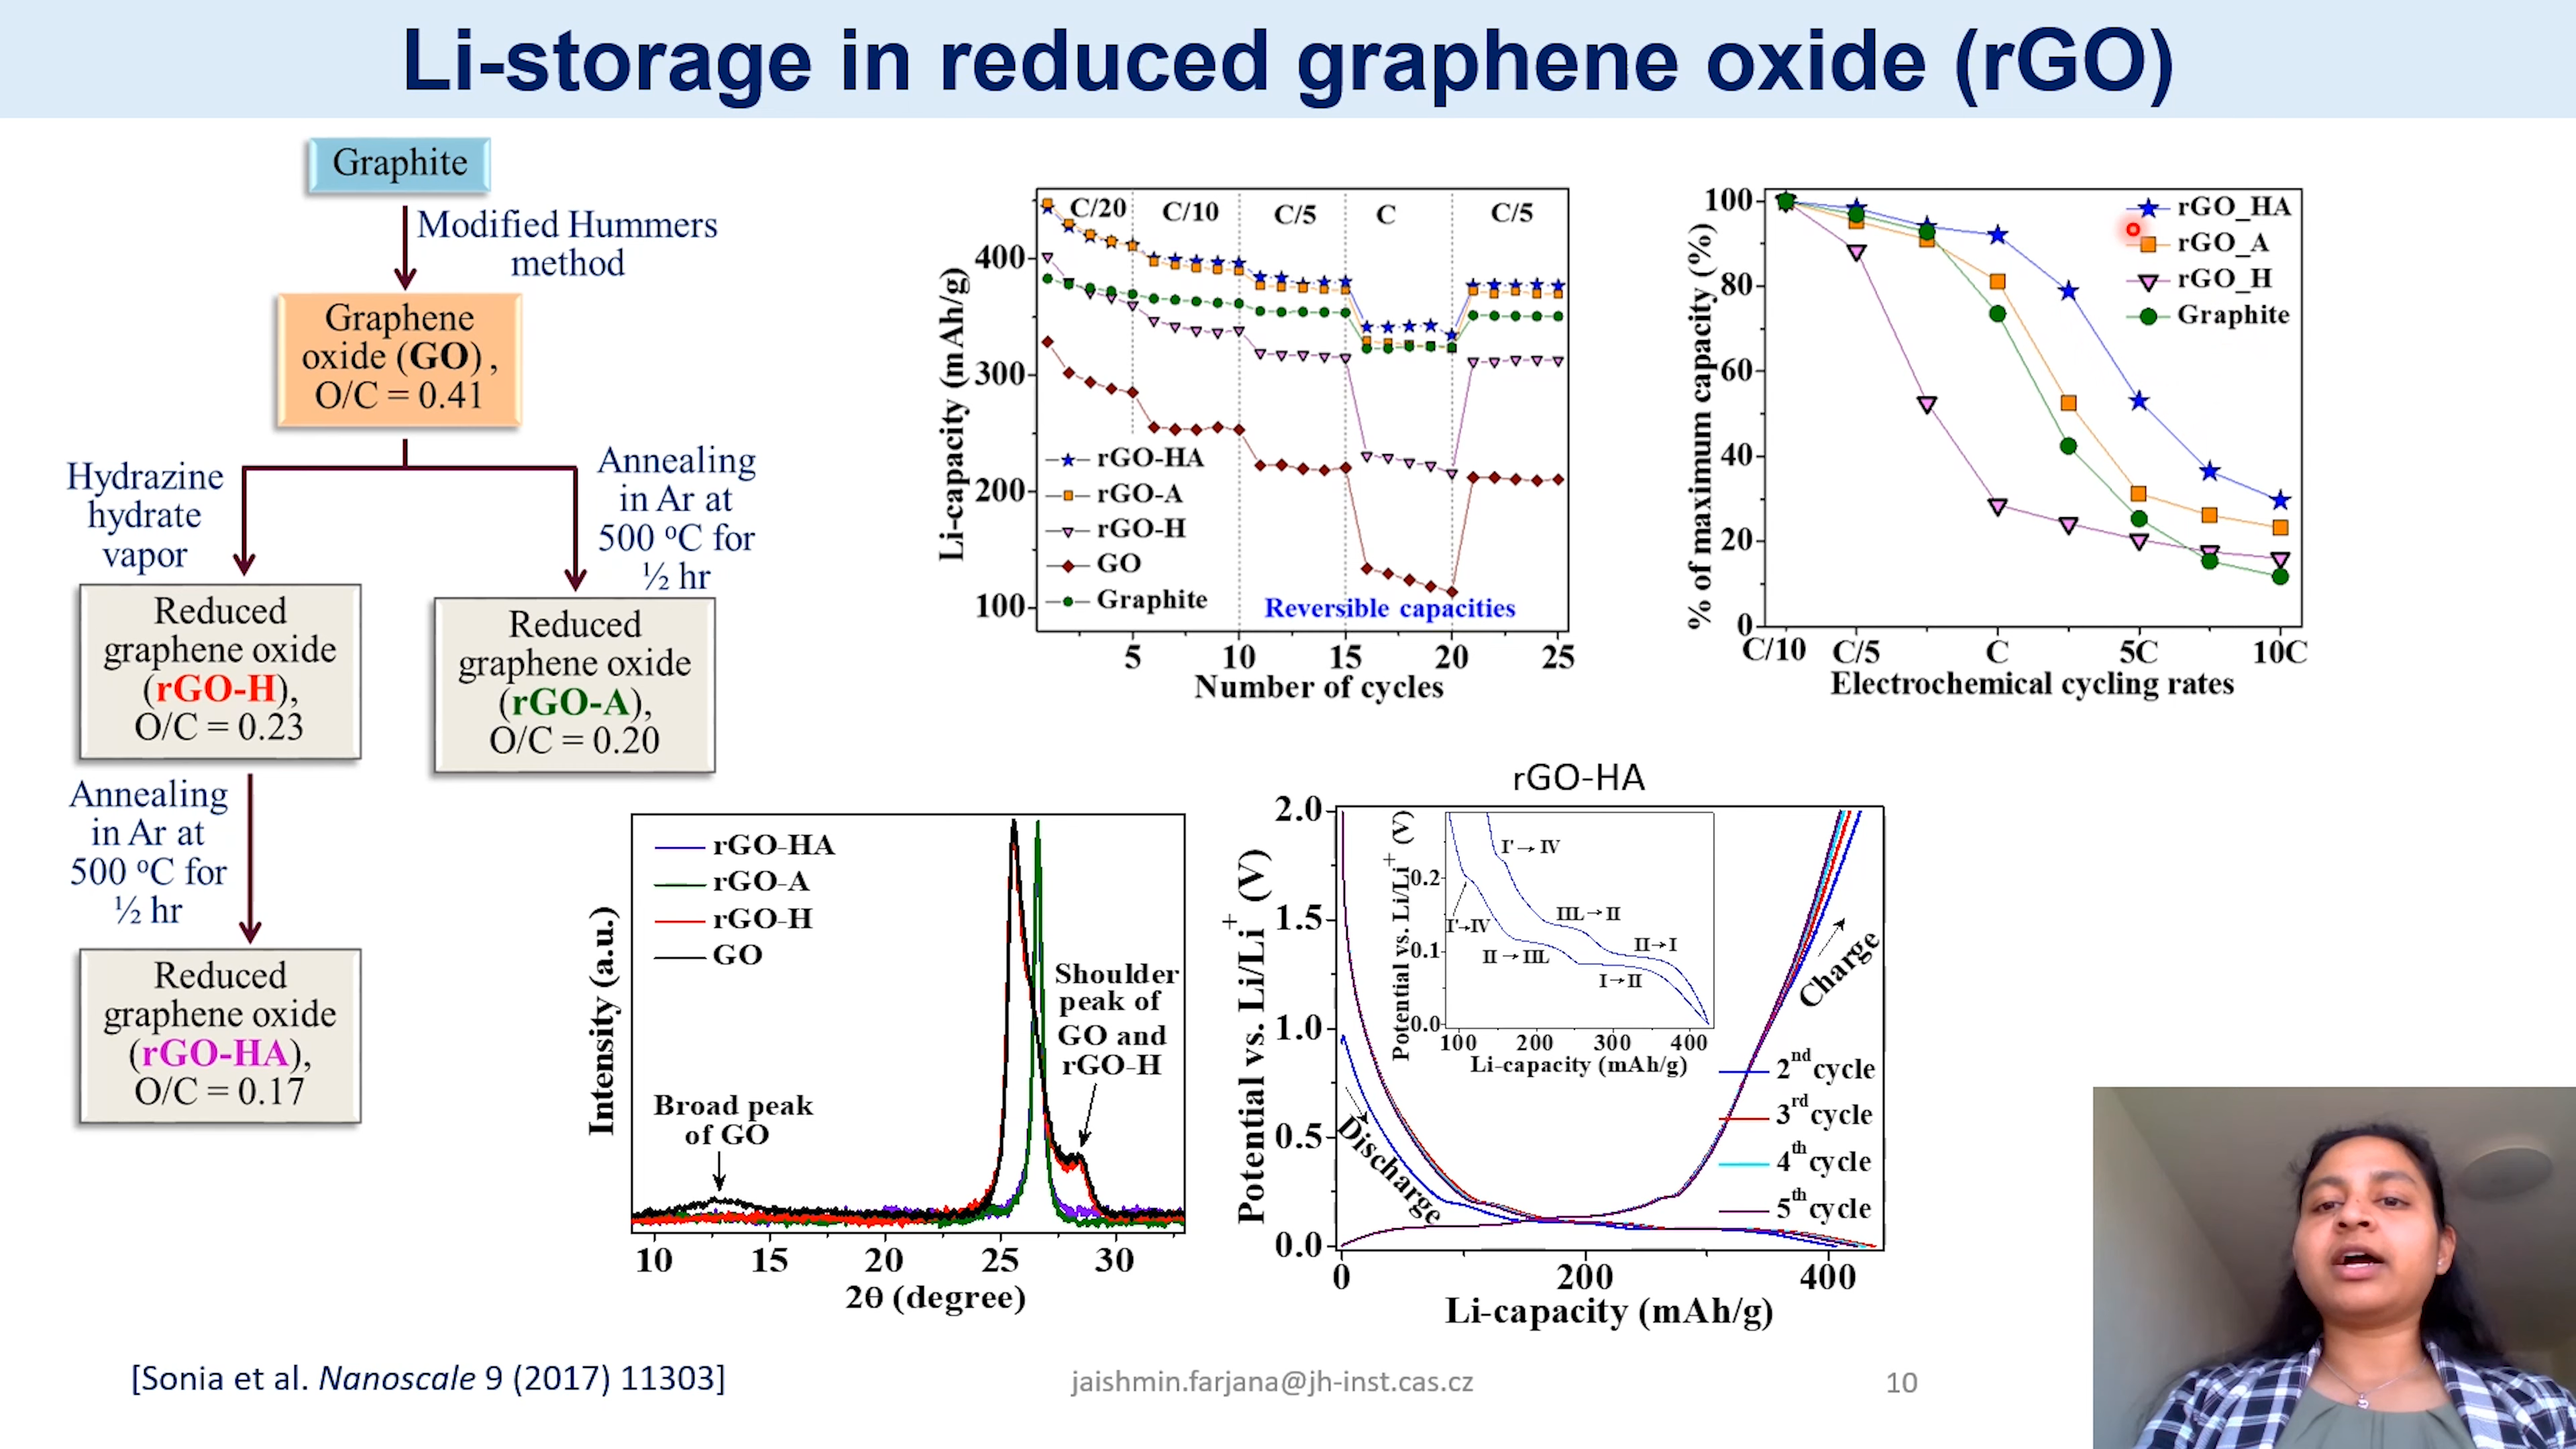 Li-storage in reduced graphene oxide (rGO)
Graphite
Modified Hummers
method
Graphene
oxide (GO) ,
O/C = 0.41
Hydrazine
hydrate
vapor
Annealing
in Ar at
500 ºC for
½ hr
Reduced
graphene oxide
(rGO-H),
O/C = 0.23
Reduced
graphene oxide
(rGO-A),
O/C = 0.20
Annealing
in Ar at
500 ºC for
½ hr
Reduced
graphene oxide
(rGO-HA),
O/C = 0.17
C/20
C/10
C/5
C
C/5
Li-capacity (mAh/g)
400
300
200
100
rGO-HA
rGO-A
rGO-H
GO
Graphite
Reversible capacities
5 10 15 20 25
Number of cycles
% of maximum capacity (%)
100
80
60
40
20
0
rGO_HA
rGO_A
rGO_H
Graphite
C/10 C/5 C 5C 10C
Electrochemical cycling rates
Intensity (a.u.)
rGO-HA
rGO-A
rGO-H
GO
Broad peak
of GO
Shoulder
peak of
GO and
rGO-H
10 15 20 25 30
2θ (degree)
rGO-HA
Potential vs. Li/Li⁺ (V)
2.0
1.5
1.0
0.5
0.0
Potential vs. Li/Li⁺ (V)
0.2
0.1
0.0
I'→IV
IIL→II
II→I
I'→IV
II→IIL
I→II
100 200 300 400
Li-capacity (mAh/g)
Charge
Discharge
2nd cycle
3rd cycle
4th cycle
5th cycle
0 200 400
Li-capacity (mAh/g)
[Sonia et al. Nanoscale 9 (2017) 11303]
jaishmin.farjana@jh-inst.cas.cz
10